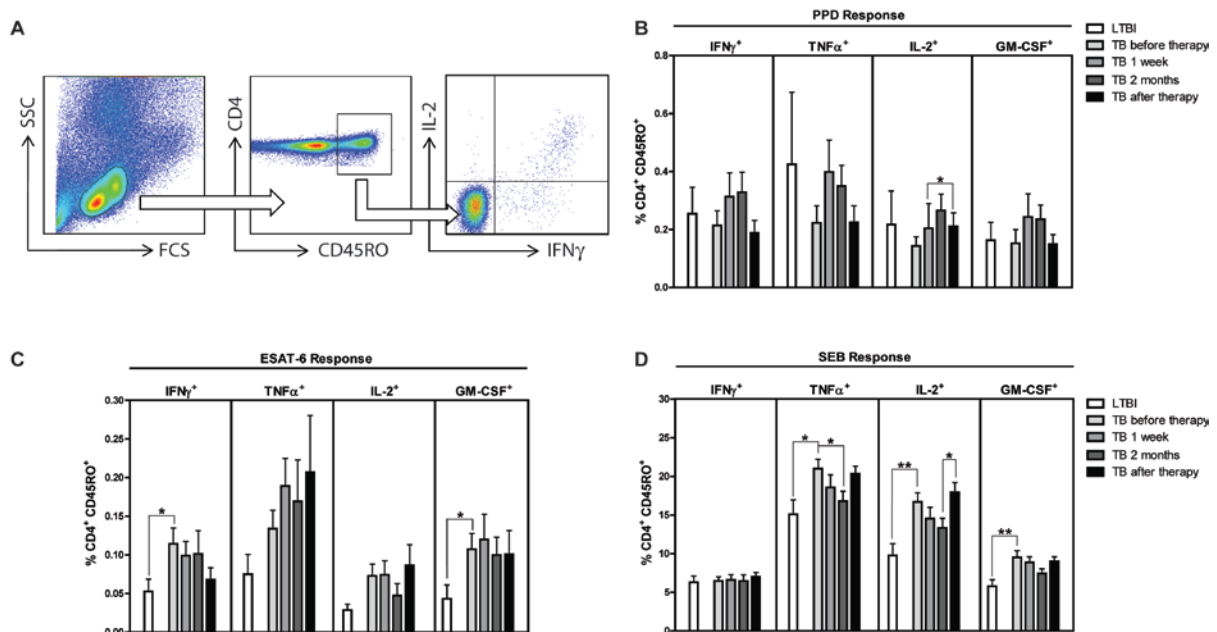 A
SSC
FCS
CD4
CD45RO
IL-2
IFNγ
B
PPD Response
IFNγ⁺ TNFα⁺ IL-2⁺ GM-CSF⁺
% CD4⁺ CD45RO⁺
0.8
0.6
0.4
0.2
0.0
*
LTBI
TB before therapy
TB 1 week
TB 2 months
TB after therapy
C
ESAT-6 Response
IFNγ⁺ TNFα⁺ IL-2⁺ GM-CSF⁺
% CD4⁺ CD45RO⁺
0.30
0.25
0.20
0.15
0.10
0.05
0.00
* *
D
SEB Response
IFNγ⁺ TNFα⁺ IL-2⁺ GM-CSF⁺
% CD4⁺ CD45RO⁺
30
25
20
15
10
5
0
* * ** * **
LTBI
TB before therapy
TB 1 week
TB 2 months
TB after therapy